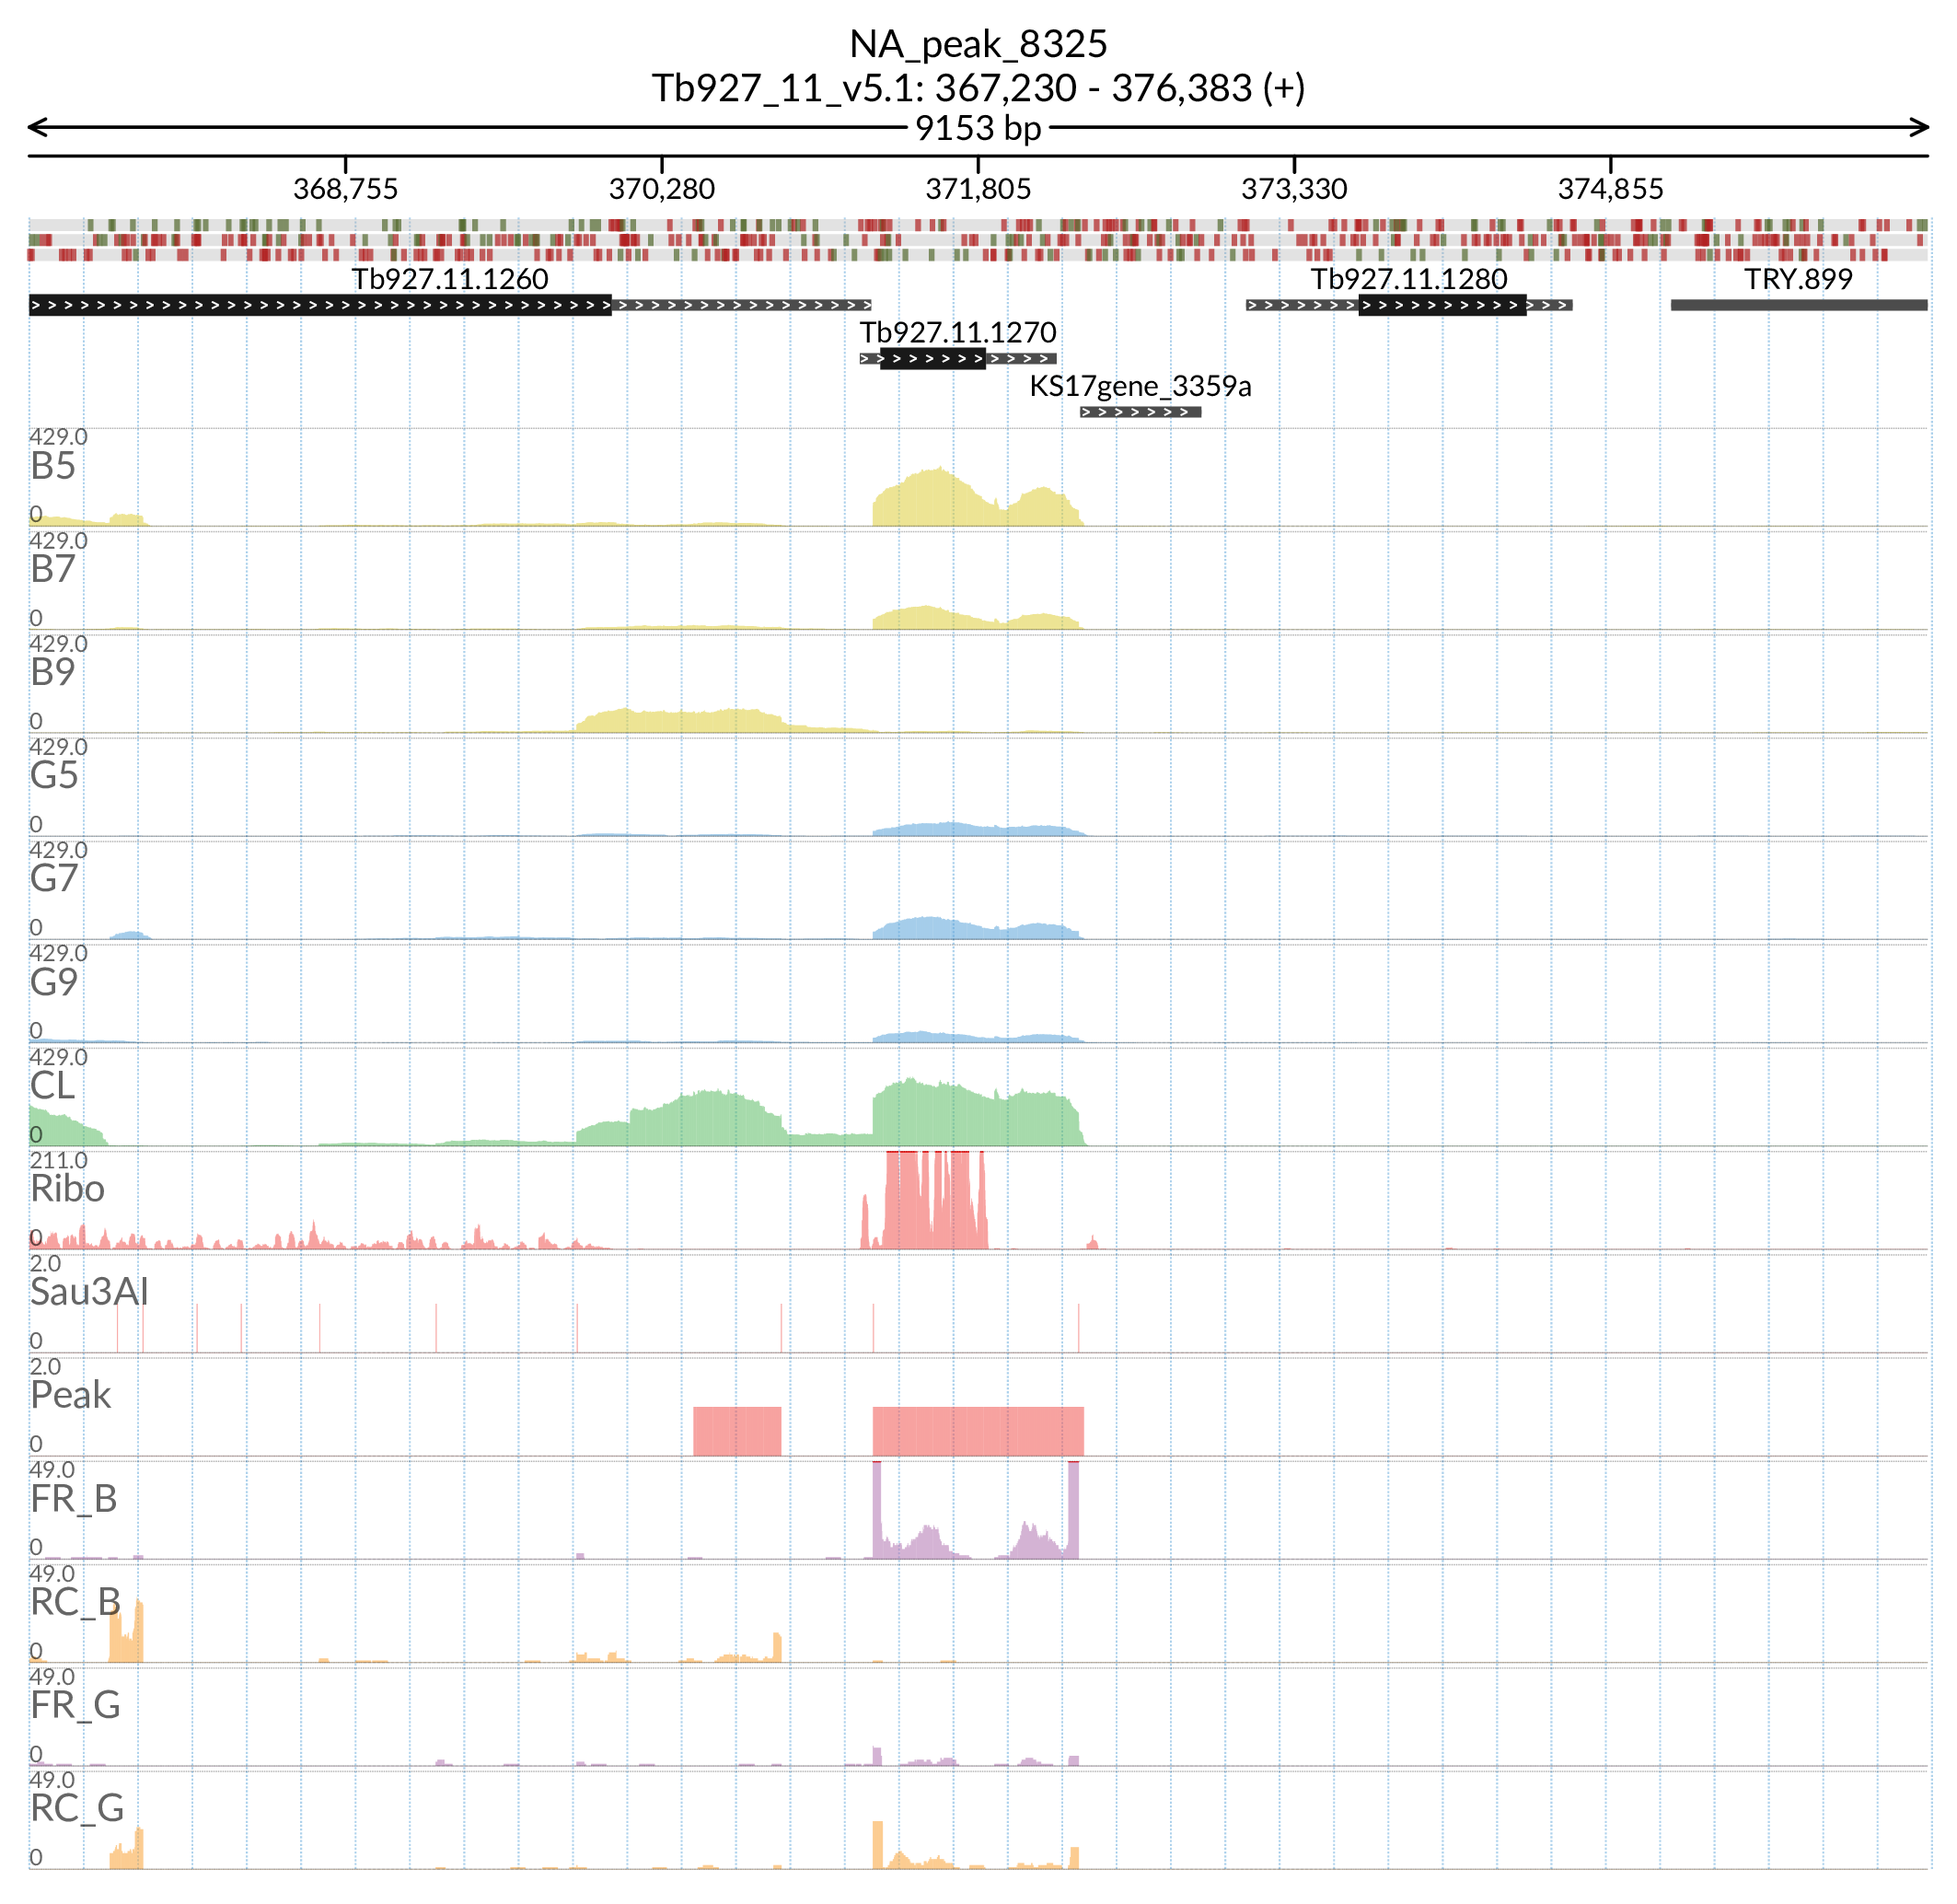 NA_peak_8325
Tb927_11_v5.1: 367,230 - 376,383 (+)
9153 bp
368,755 370,280 371,805 373,330 374,855
Tb927.11.1260 Tb927.11.1280 TRY.899
Tb927.11.1270
KS17gene_3359a
429.0
B5
0
429.0
B7
0
429.0
B9
0
429.0
G5
0
429.0
G7
0
429.0
G9
0
429.0
CL
0
211.0
Ribo
0
2.0
Sau3AI
0
2.0
Peak
0
49.0
FR_B
0
49.0
RC_B
0
49.0
FR_G
0
49.0
RC_G
0